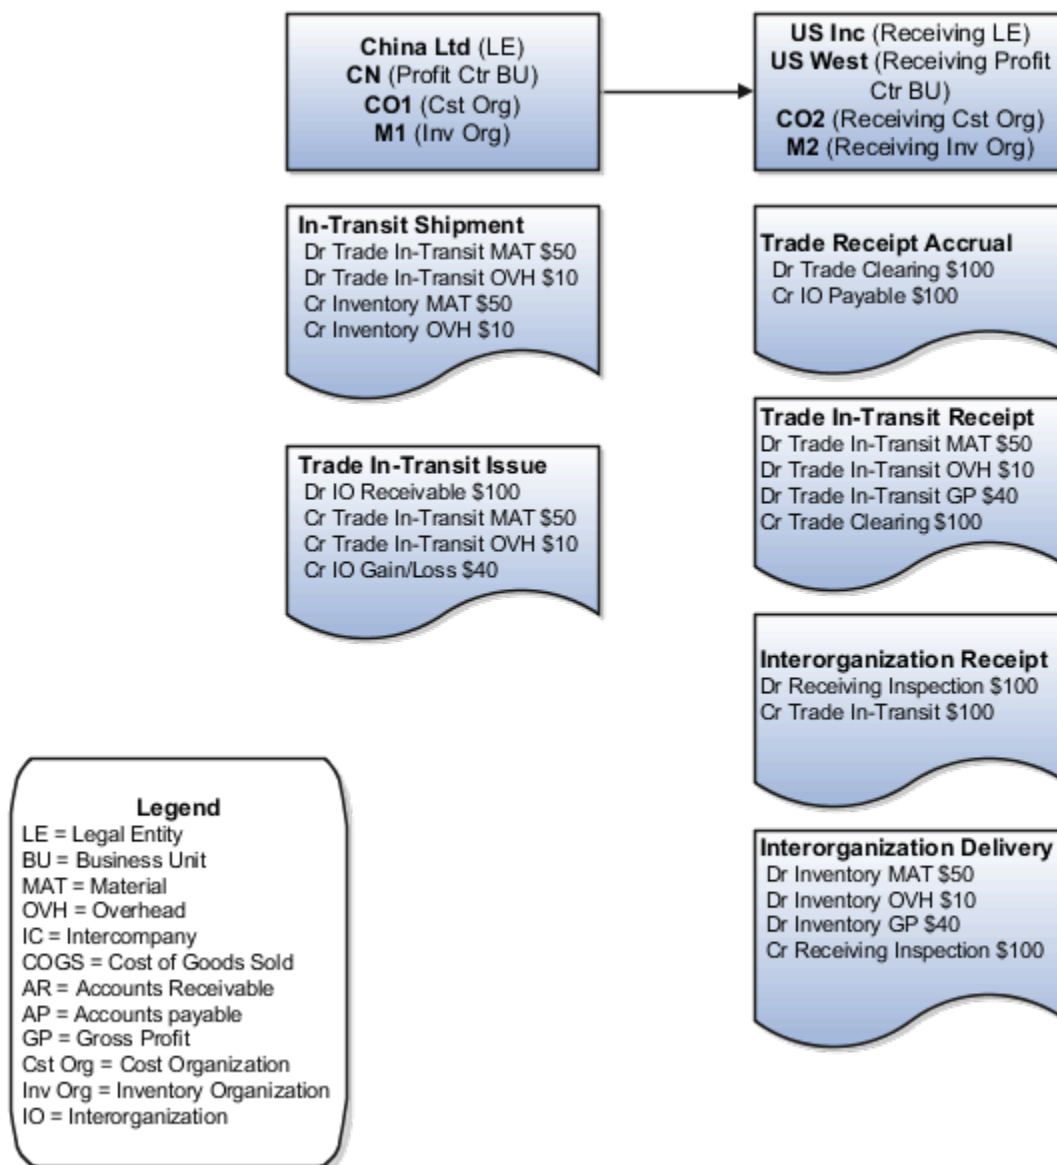 China Ltd (LE)
CN (Profit Ctr BU)
CO1 (Cst Org)
M1 (Inv Org)
US Inc (Receiving LE)
US West (Receiving Profit
Ctr BU)
CO2 (Receiving Cst Org)
M2 (Receiving Inv Org)
In-Transit Shipment
Dr Trade In-Transit MAT $50
Dr Trade In-Transit OVH $10
Cr Inventory MAT $50
Cr Inventory OVH $10
Trade Receipt Accrual
Dr Trade Clearing $100
Cr IO Payable $100
Trade In-Transit Issue
Dr IO Receivable $100
Cr Trade In-Transit MAT $50
Cr Trade In-Transit OVH $10
Cr IO Gain/Loss $40
Trade In-Transit Receipt
Dr Trade In-Transit MAT $50
Dr Trade In-Transit OVH $10
Dr Trade In-Transit GP $40
Cr Trade Clearing $100
Interorganization Receipt
Dr Receiving Inspection $100
Cr Trade In-Transit $100
Interorganization Delivery
Dr Inventory MAT $50
Dr Inventory OVH $10
Dr Inventory GP $40
Cr Receiving Inspection $100
Legend
LE = Legal Entity
BU = Business Unit
MAT = Material
OVH = Overhead
IC = Intercompany
COGS = Cost of Goods Sold
AR = Accounts Receivable
AP = Accounts payable
GP = Gross Profit
Cst Org = Cost Organization
Inv Org = Inventory Organization
IO = Interorganization